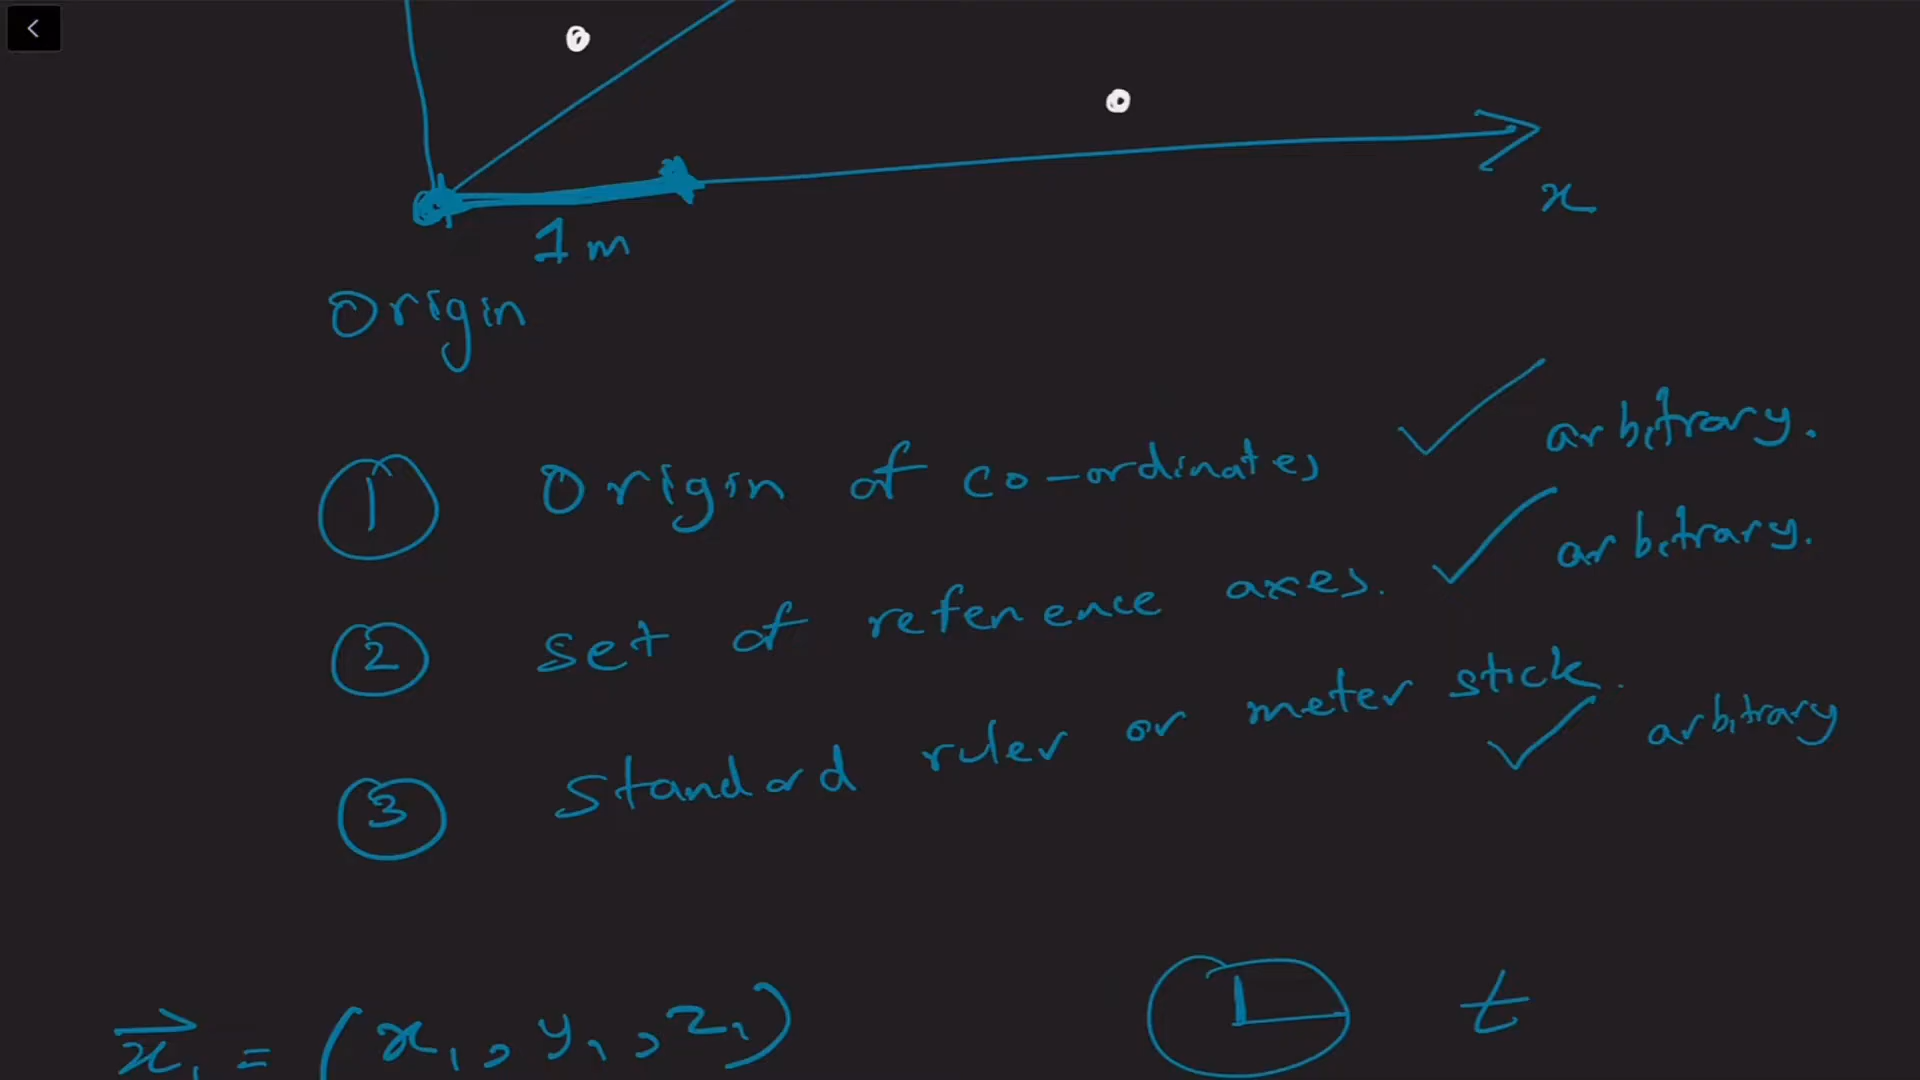 x
1 m
Origin
1 Origin of co-ordinates ✓ arbitrary.
2 set of reference axes. ✓ arbitrary.
3 Standard ruler or meter stick. ✓ arbitrary
x⃗₁ = (x₁, y₁, z₁) t